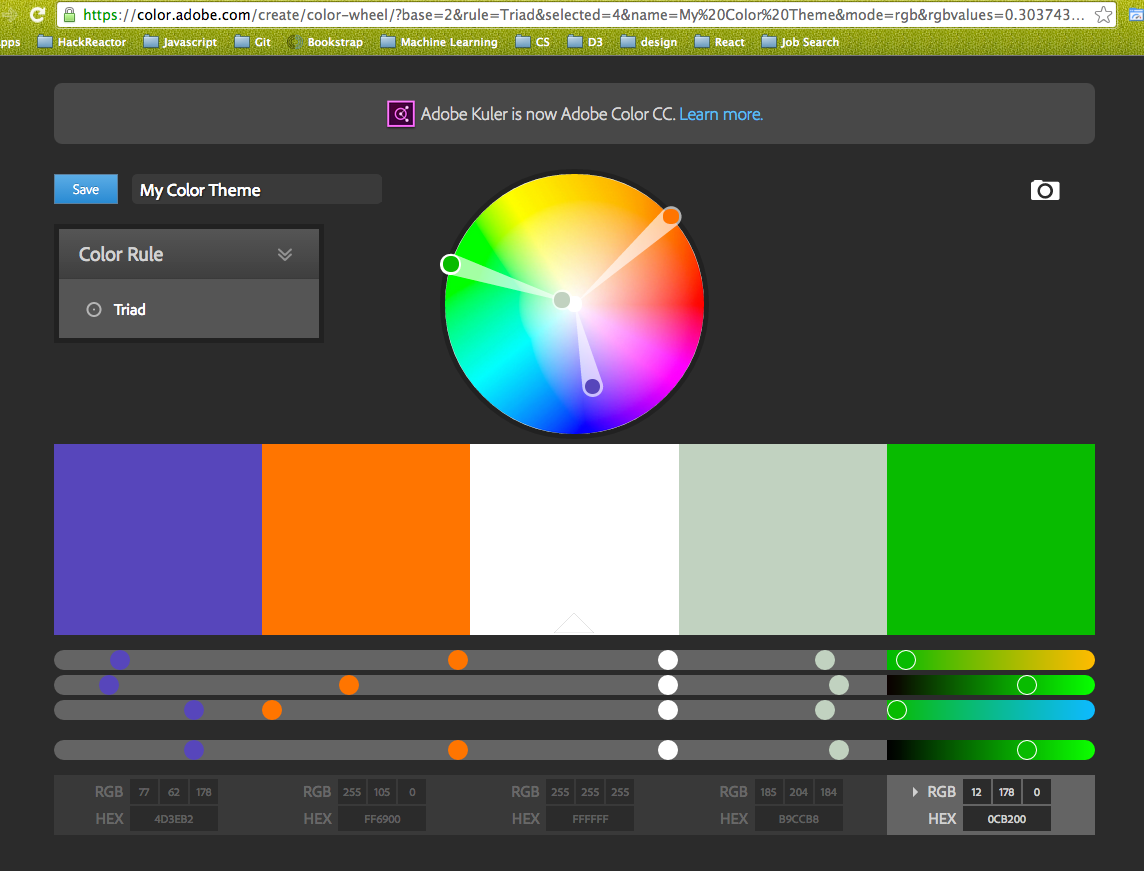 https://color.adobe.com/create/color-wheel/?base=2&rule=Triad&selected=4&name=My%20Color%20Theme&mode=rgb&rgbvalues=0.303743...
pps HackReactor Javascript Git Bookstrap Machine Learning CS D3 design React Job Search
Adobe Kuler is now Adobe Color CC. Learn more.
Save My Color Theme
Color Rule
Triad
RGB 77 62 178 RGB 255 105 0 RGB 255 255 255 RGB 185 204 184 RGB 12 178 0
HEX 4D3EB2 HEX FF6900 HEX FFFFFF HEX B9CCB8 HEX 0CB200